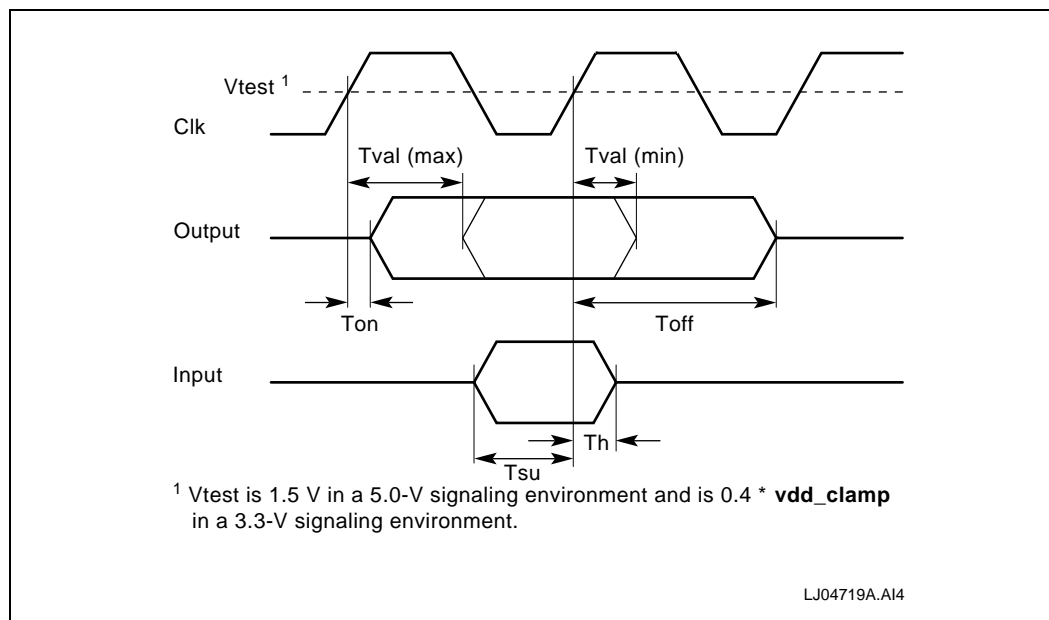 Vtest 1
Clk
Tval (max)
Tval (min)
Output
Ton
Toff
Input
Th
Tsu
1 Vtest is 1.5 V in a 5.0-V signaling environment and is 0.4 * vdd_clamp
in a 3.3-V signaling environment.
LJ04719A.AI4